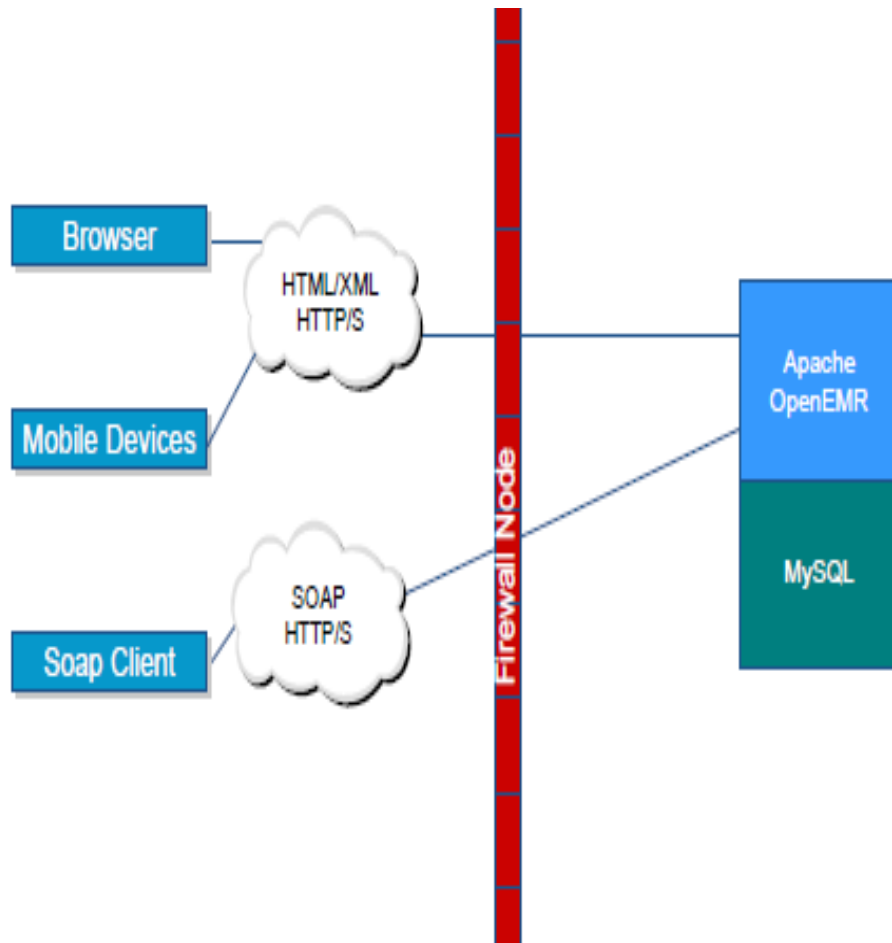 Browser
HTML/XML
HTTP/S
Mobile Devices
SOAP
HTTP/S
Soap Client
Firewall Node
Apache
OpenEMR
MySQL